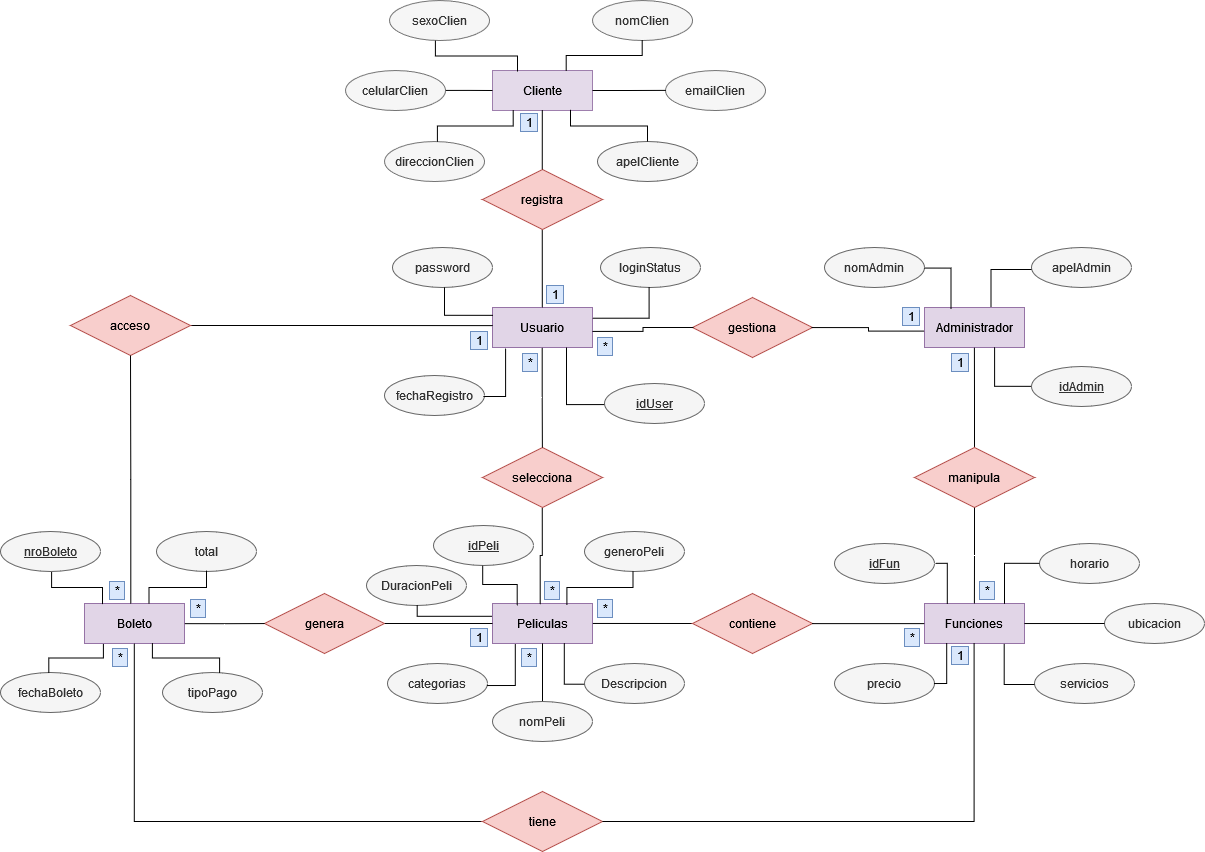 sexoClien
nomClien
celularClien
Cliente
emailClien
1
direccionClien
apelCliente
registra
password
loginStatus
nomAdmin
apelAdmin
1
acceso
Usuario
gestiona
1
Administrador
1
*
*
1
fechaRegistro
idUser
idAdmin
selecciona
manipula
nroBoleto
total
idPeli
generoPeli
idFun
horario
DuracionPeli
*
*
*
*
*
Boleto
genera
Peliculas
contiene
Funciones
ubicacion
1
*
*
*
1
fechaBoleto
tipoPago
categorias
Descripcion
precio
servicios
nomPeli
tiene